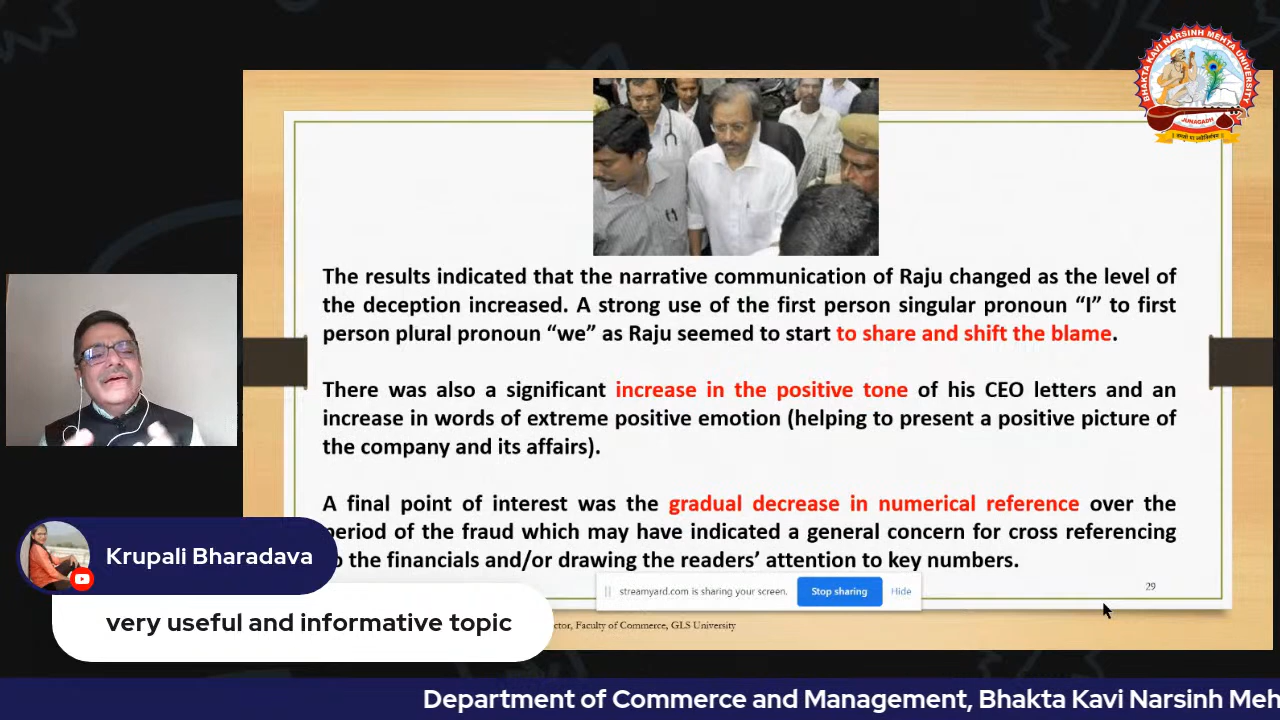 BHAKTA KAVI NARSINH MEHTA UNIVERSITY
JUNAGADH
The results indicated that the narrative communication of Raju changed as the level of
the deception increased. A strong use of the first person singular pronoun “I” to first
person plural pronoun “we” as Raju seemed to start to share and shift the blame.
There was also a significant increase in the positive tone of his CEO letters and an
increase in words of extreme positive emotion (helping to present a positive picture of
the company and its affairs).
A final point of interest was the gradual decrease in numerical reference over the
period of the fraud which may have indicated a general concern for cross referencing
the financials and/or drawing the readers’ attention to key numbers.
29
streamyard.com is sharing your screen.
Stop sharing
Hide
Faculty of Commerce, GLS University
Krupali Bharadava
very useful and informative topic
Department of Commerce and Management, Bhakta Kavi Narsinh Meh